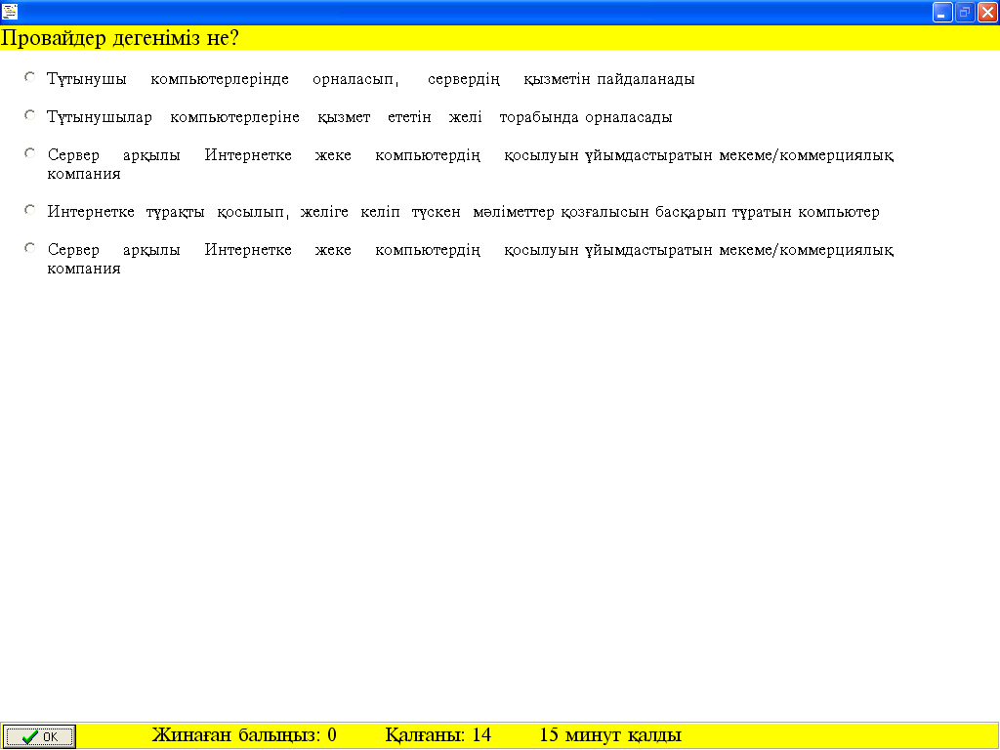 Провайдер дегеніміз не?
Тұтынушы компьютерлерінде орналасып, сервердің қызметін пайдаланады
Тұтынушылар компьютерлеріне қызмет ететін желі торабында орналасады
Сервер арқылы Интернетке жеке компьютердің қосылуын ұйымдастыратын мекеме/коммерциялық
компания
Интернетке тұрақты қосылып, желіге келіп түскен мәліметтер қозғалысын басқарып тұратын компьютер
Сервер арқылы Интернетке жеке компьютердің қосылуын ұйымдастыратын мекеме/коммерциялық
компания
OK Жинаған балыңыз: 0 Қалғаны: 14 15 минут қалды